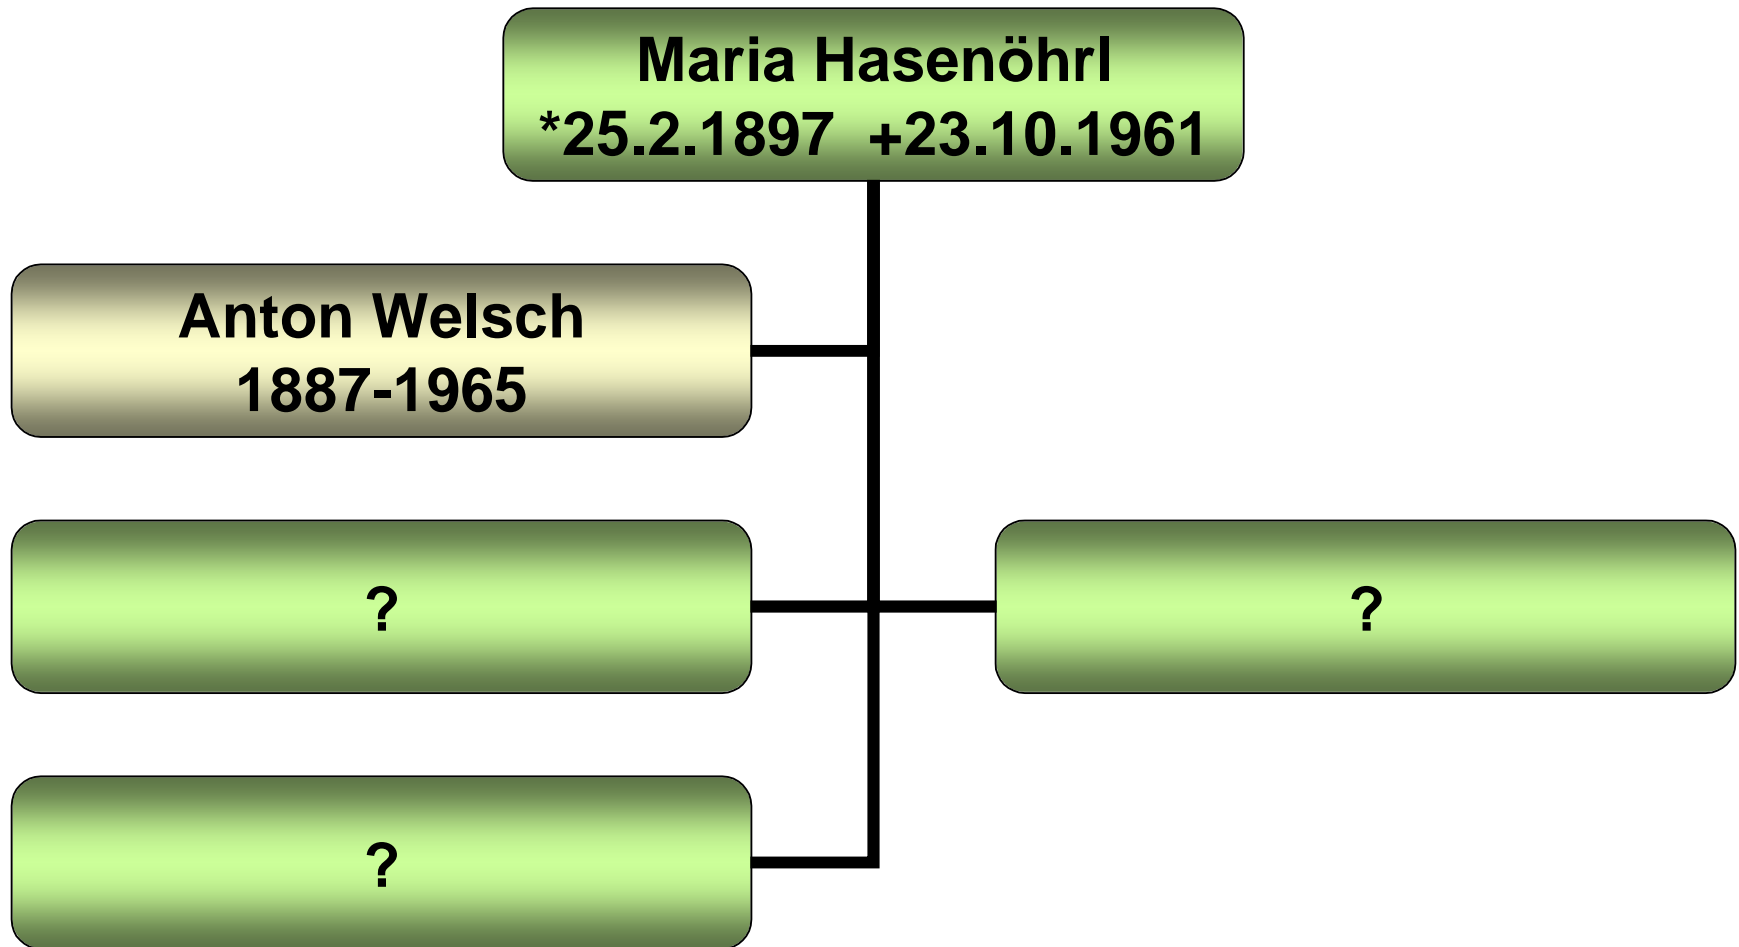 Maria Hasenöhrl
*25.2.1897 +23.10.1961
Anton Welsch
1887-1965
?
?
?